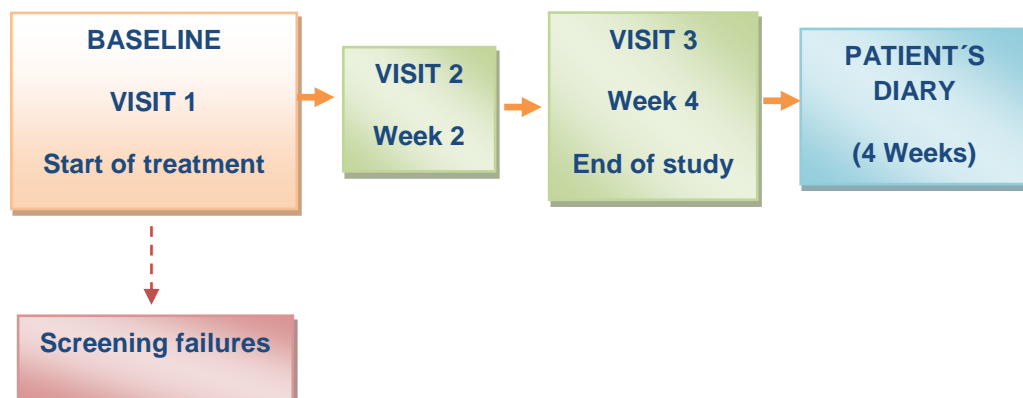 BASELINE
VISIT 1
Start of treatment
VISIT 2
Week 2
VISIT 3
Week 4
End of study
PATIENT´S
DIARY
(4 Weeks)
Screening failures